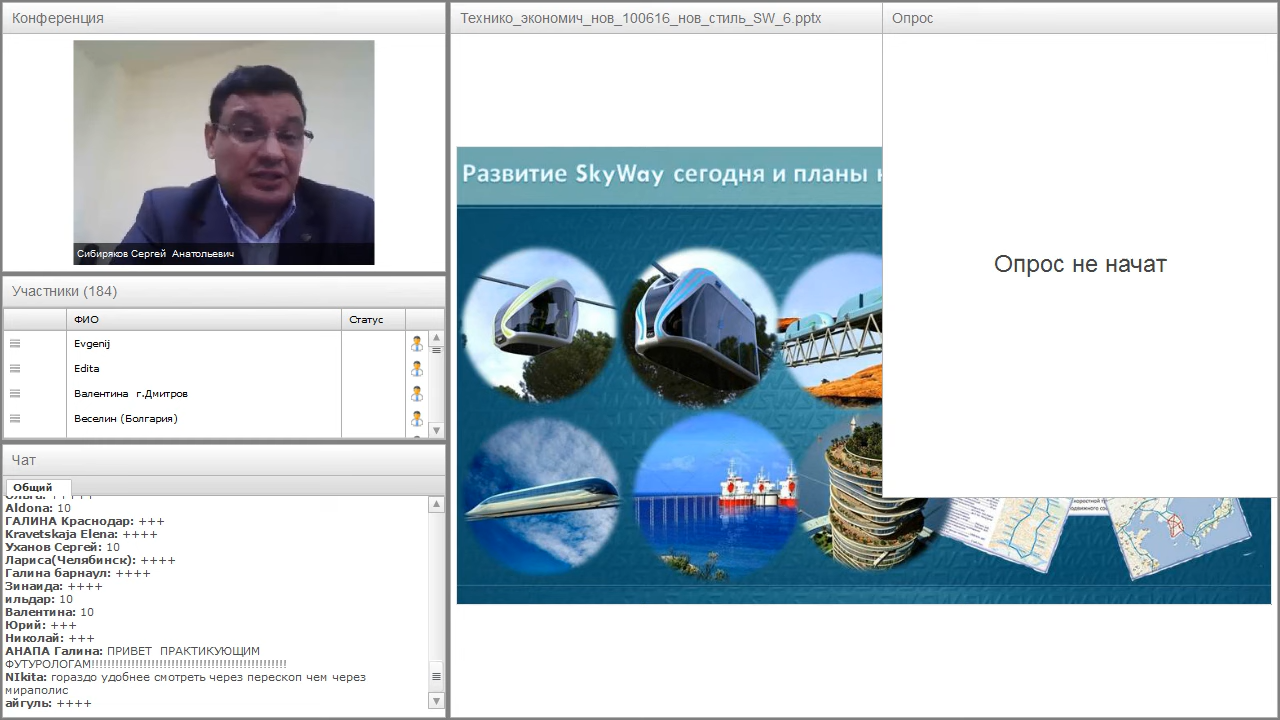 Конференция
Сибиряков Сергей Анатольевич
Участники (184)
ФИО
Статус
Evgenij
Edita
Валентина г.Дмитров
Веселин (Болгария)
Чат
Общий
Ольга: +++++
Aldona: 10
ГАЛИНА Краснодар: +++
Kravetskaja Elena: ++++
Уханов Сергей: 10
Лариса(Челябинск): ++++
Галина барнаул: ++++
Зинаида: ++++
ильдар: 10
Валентина: 10
Юрий: +++
Николай: +++
АНАПА Галина: ПРИВЕТ ПРАКТИКУЮЩИМ
ФУТУРОЛОГАМ!!!!!!!!!!!!!!!!!!!!!!!!!!!!!!!!!!!!!!!!!!!!!!!!!
NIkita: гораздо удобнее смотреть через перескоп чем через
мираполис
айгуль: ++++
Технико_экономич_нов_100616_нов_стиль_SW_6.pptx
Развитие SkyWay сегодня и планы н
Опрос
Опрос не начат